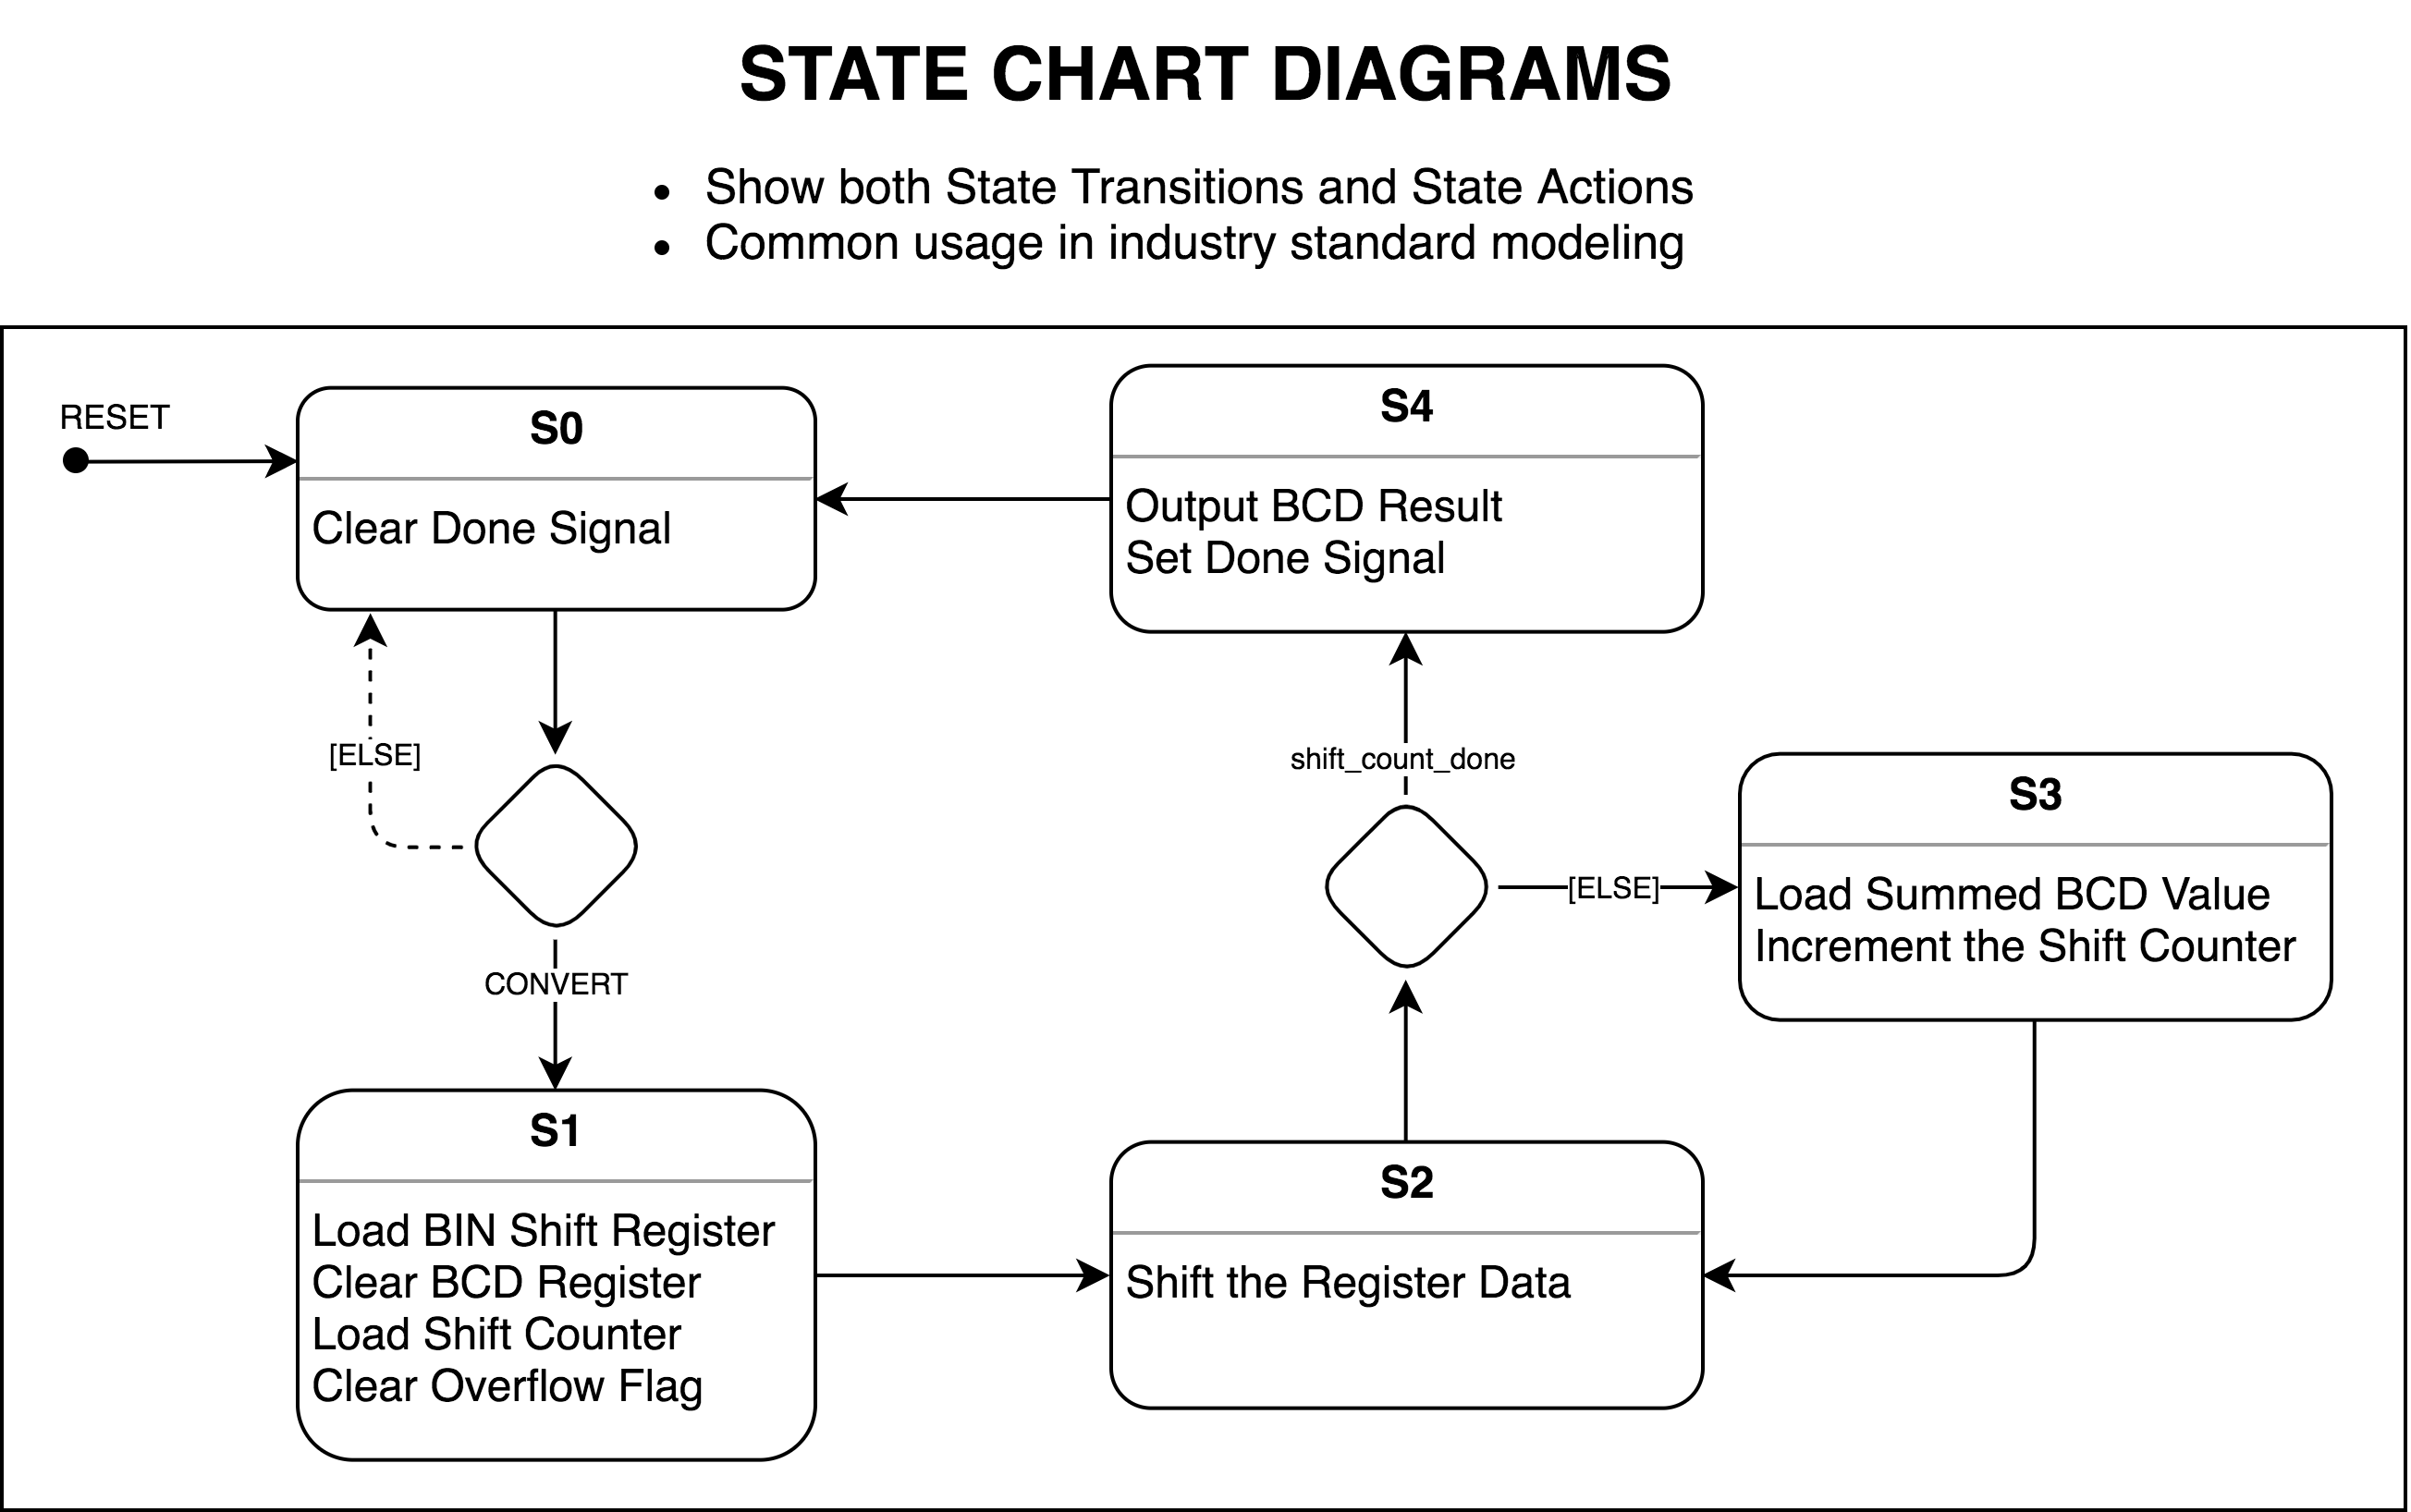 STATE CHART DIAGRAMS
• Show both State Transitions and State Actions
• Common usage in industry standard modeling
RESET
S0
Clear Done Signal
S4
Output BCD Result
Set Done Signal
[ELSE]
CONVERT
shift_count_done
[ELSE]
S3
Load Summed BCD Value
Increment the Shift Counter
S1
Load BIN Shift Register
Clear BCD Register
Load Shift Counter
Clear Overflow Flag
S2
Shift the Register Data